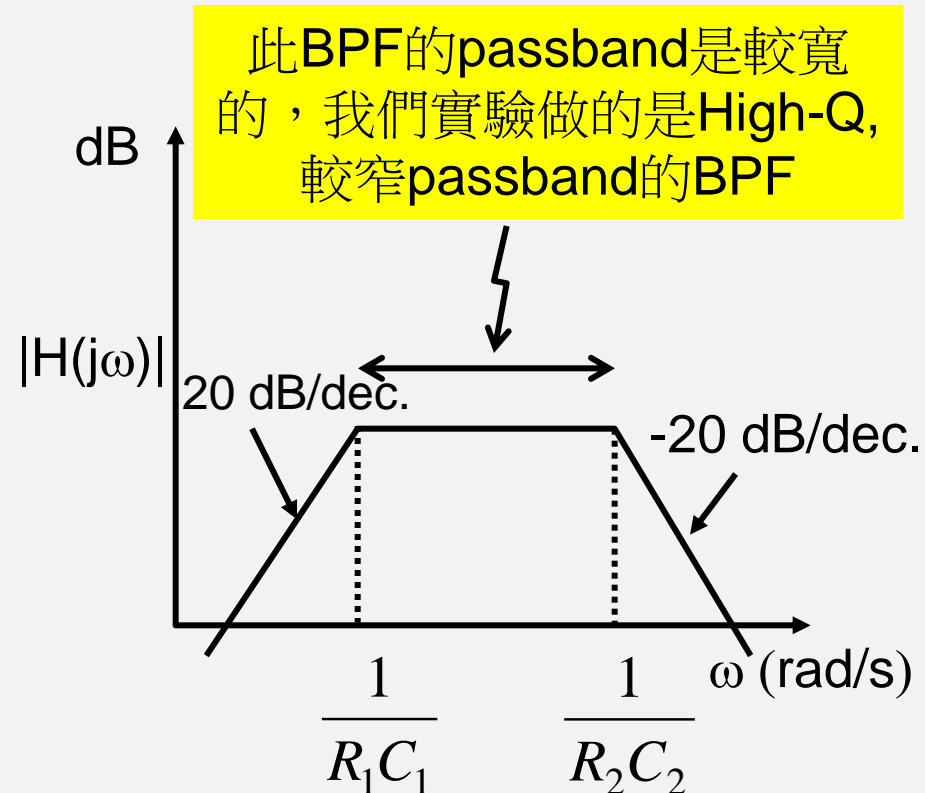 此BPF的passband是較寬
的，我們實驗做的是High-Q,
較窄passband的BPF
dB
|H(jω)|
20 dB/dec.
-20 dB/dec.
ω (rad/s)
1
R₁C₁
1
R₂C₂